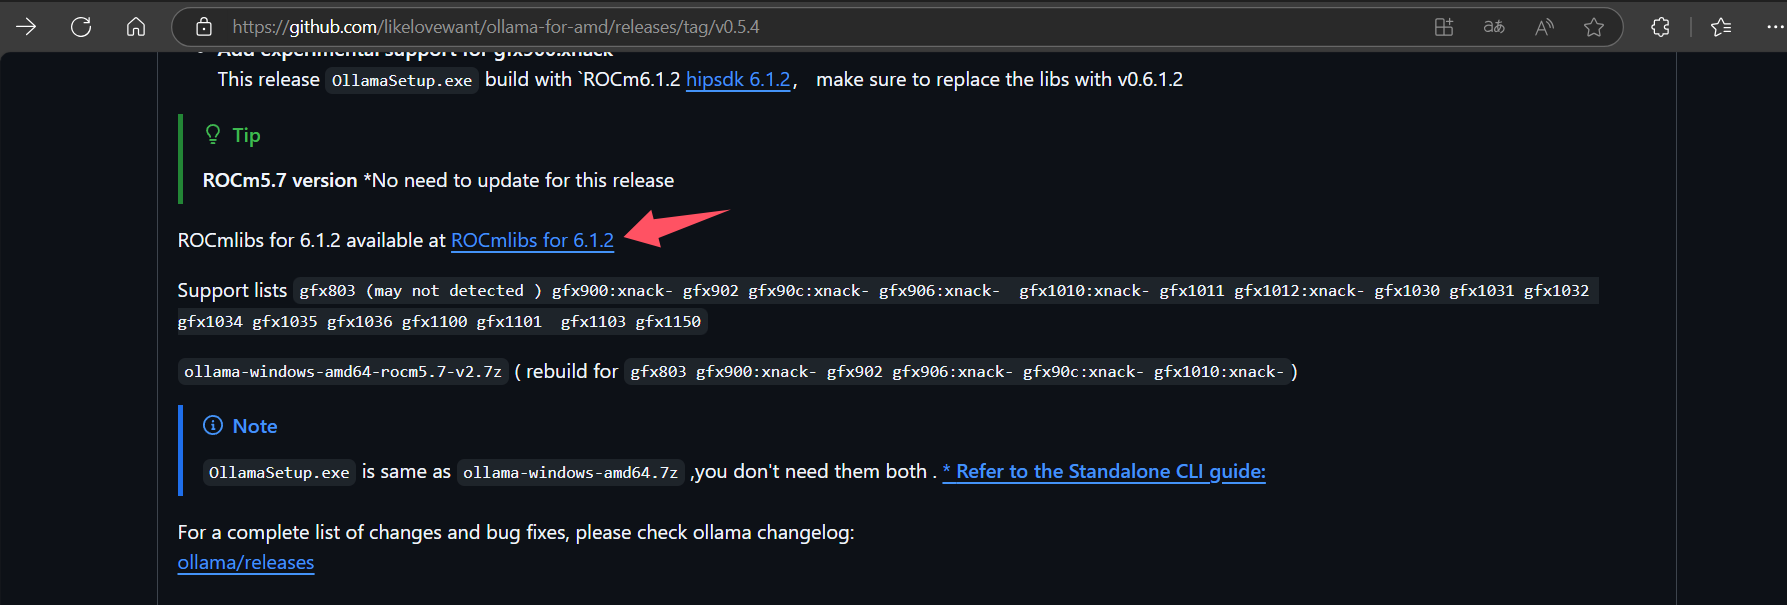 https://github.com/likelovewant/ollama-for-amd/releases/tag/v0.5.4
Add experimental support for gfx900:xnack-
This release OllamaSetup.exe build with `ROCm6.1.2 hipsdk 6.1.2， make sure to replace the libs with v0.6.1.2
Tip
ROCm5.7 version *No need to update for this release
ROCmlibs for 6.1.2 available at ROCmlibs for 6.1.2
Support lists gfx803 (may not detected ) gfx900:xnack- gfx902 gfx90c:xnack- gfx906:xnack-  gfx1010:xnack- gfx1011 gfx1012:xnack- gfx1030 gfx1031 gfx1032
gfx1034 gfx1035 gfx1036 gfx1100 gfx1101  gfx1103 gfx1150
ollama-windows-amd64-rocm5.7-v2.7z ( rebuild for gfx803 gfx900:xnack- gfx902 gfx906:xnack- gfx90c:xnack- gfx1010:xnack- )
Note
OllamaSetup.exe is same as ollama-windows-amd64.7z ,you don't need them both . * Refer to the Standalone CLI guide:
For a complete list of changes and bug fixes, please check ollama changelog:
ollama/releases